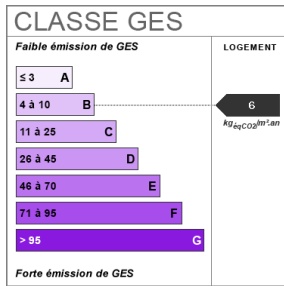 CLASSE GES
Faible émission de GES
LOGEMENT
≤ 3 A
4 à 10 B
6
kgéqCO2/m².an
11 à 25 C
26 à 45 D
46 à 70 E
71 à 95 F
> 95 G
Forte émission de GES